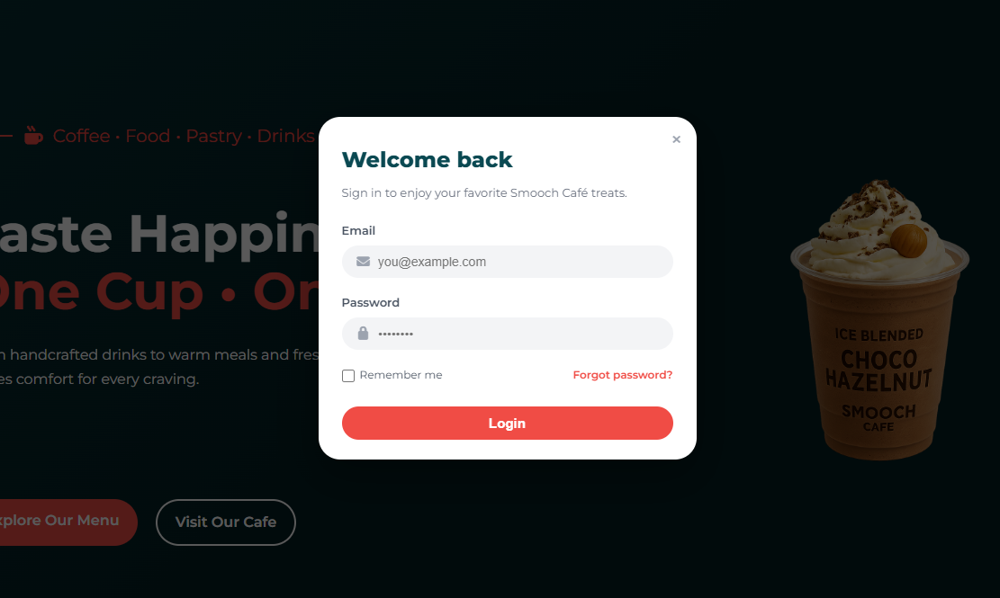 Coffee • Food • Pastry • Drinks
aste Happin
One Cup • Or
handcrafted drinks to warm meals and fres
es comfort for every craving.
xplore Our Menu
Visit Our Cafe
×
Welcome back
Sign in to enjoy your favorite Smooch Café treats.
Email
you@example.com
Password
••••••••
Remember me
Forgot password?
Login
ICE BLENDED
CHOCO
HAZELNUT
SMOOCH
CAFE